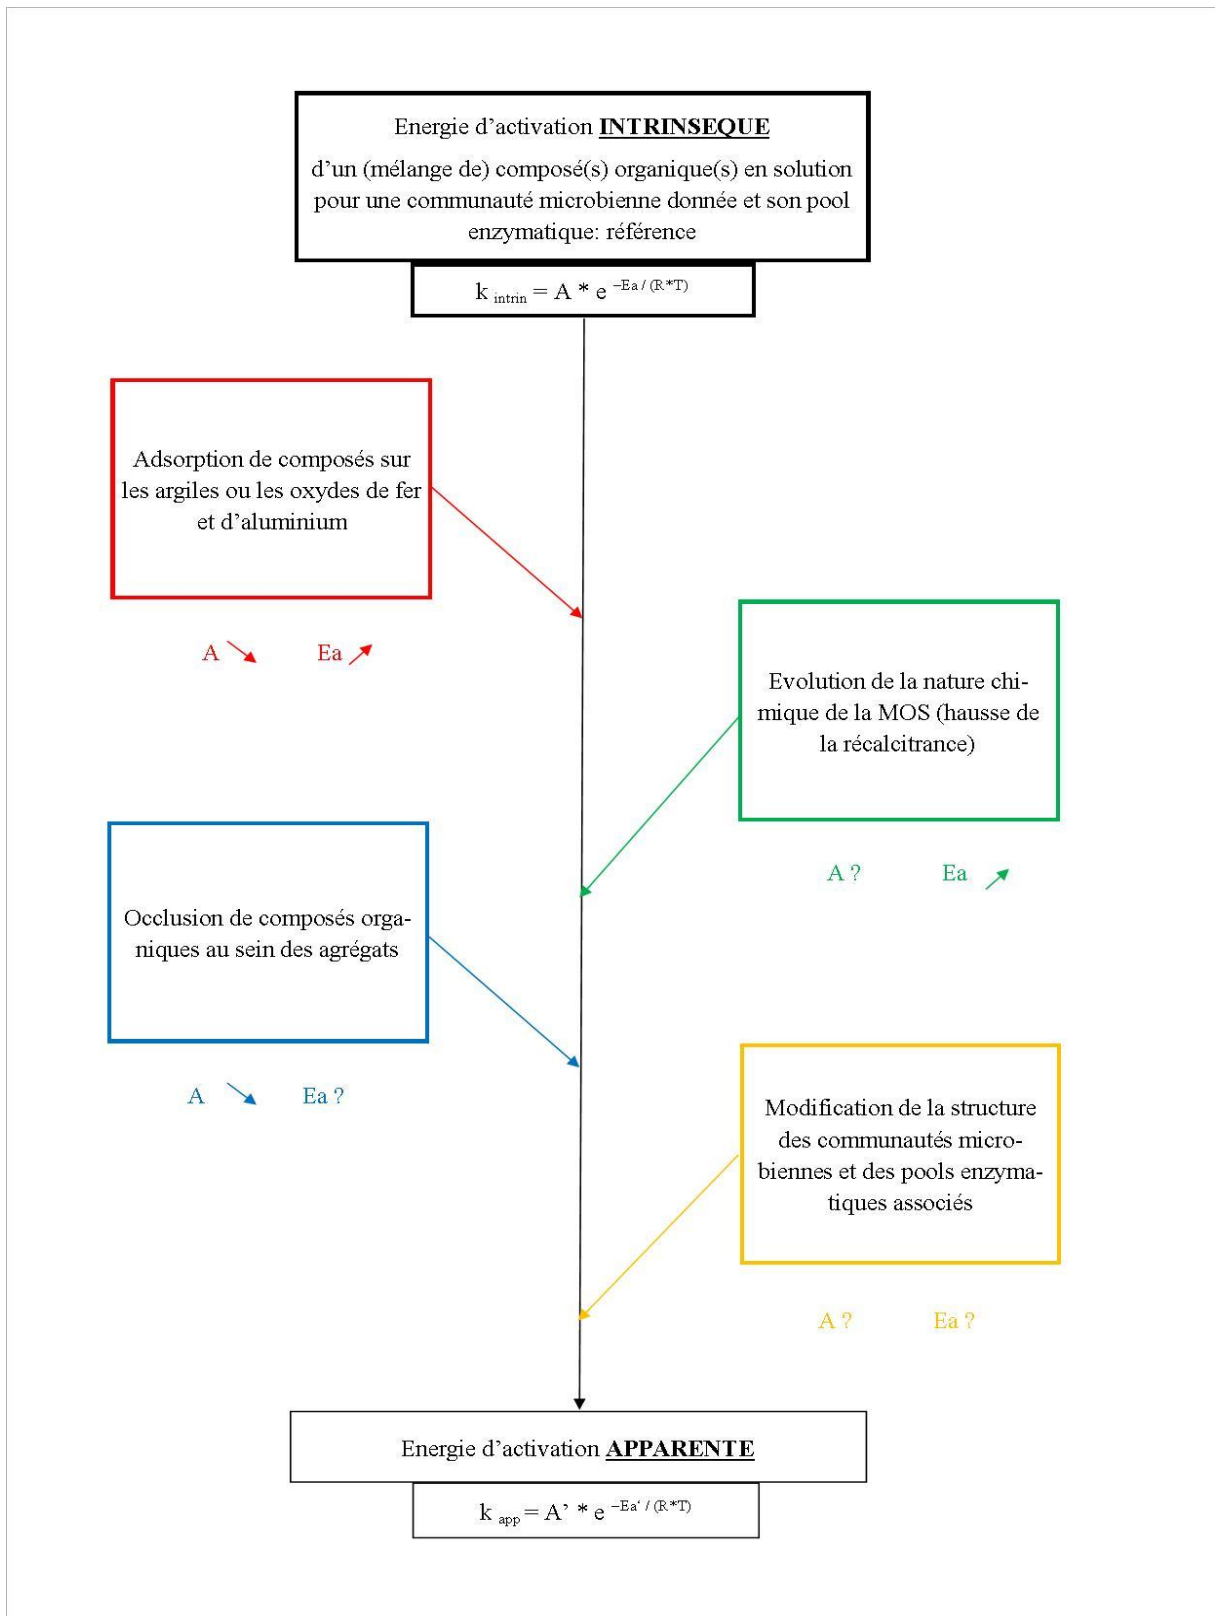 Energie d’activation INTRINSEQUE
d’un (mélange de) composé(s) organique(s) en solution
pour une communauté microbienne donnée et son pool
enzymatique: référence
k intrin = A * e –Ea / (R*T)
Adsorption de composés sur
les argiles ou les oxydes de fer
et d’aluminium
A Ea
Evolution de la nature chi-
mique de la MOS (hausse de
la récalcitrance)
A ? Ea
Occlusion de composés orga-
niques au sein des agrégats
A Ea ?
Modification de la structure
des communautés micro-
biennes et des pools enzyma-
tiques associés
A ? Ea ?
Energie d’activation APPARENTE
k app = A’ * e –Ea‘ / (R*T)